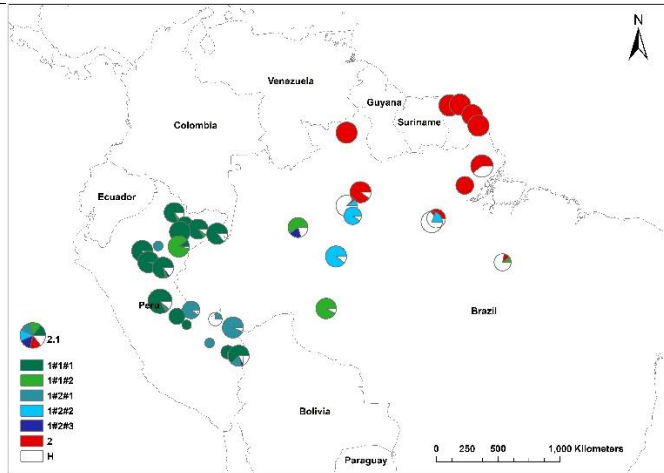 N
Venezuela
Guyana
Suriname
Colombia
Ecuador
Peru
Brazil
Bolivia
Paraguay
2.1
1#1#1
1#1#2
1#2#1
1#2#2
1#2#3
2
H
0 250 500 1,000 Kilometers